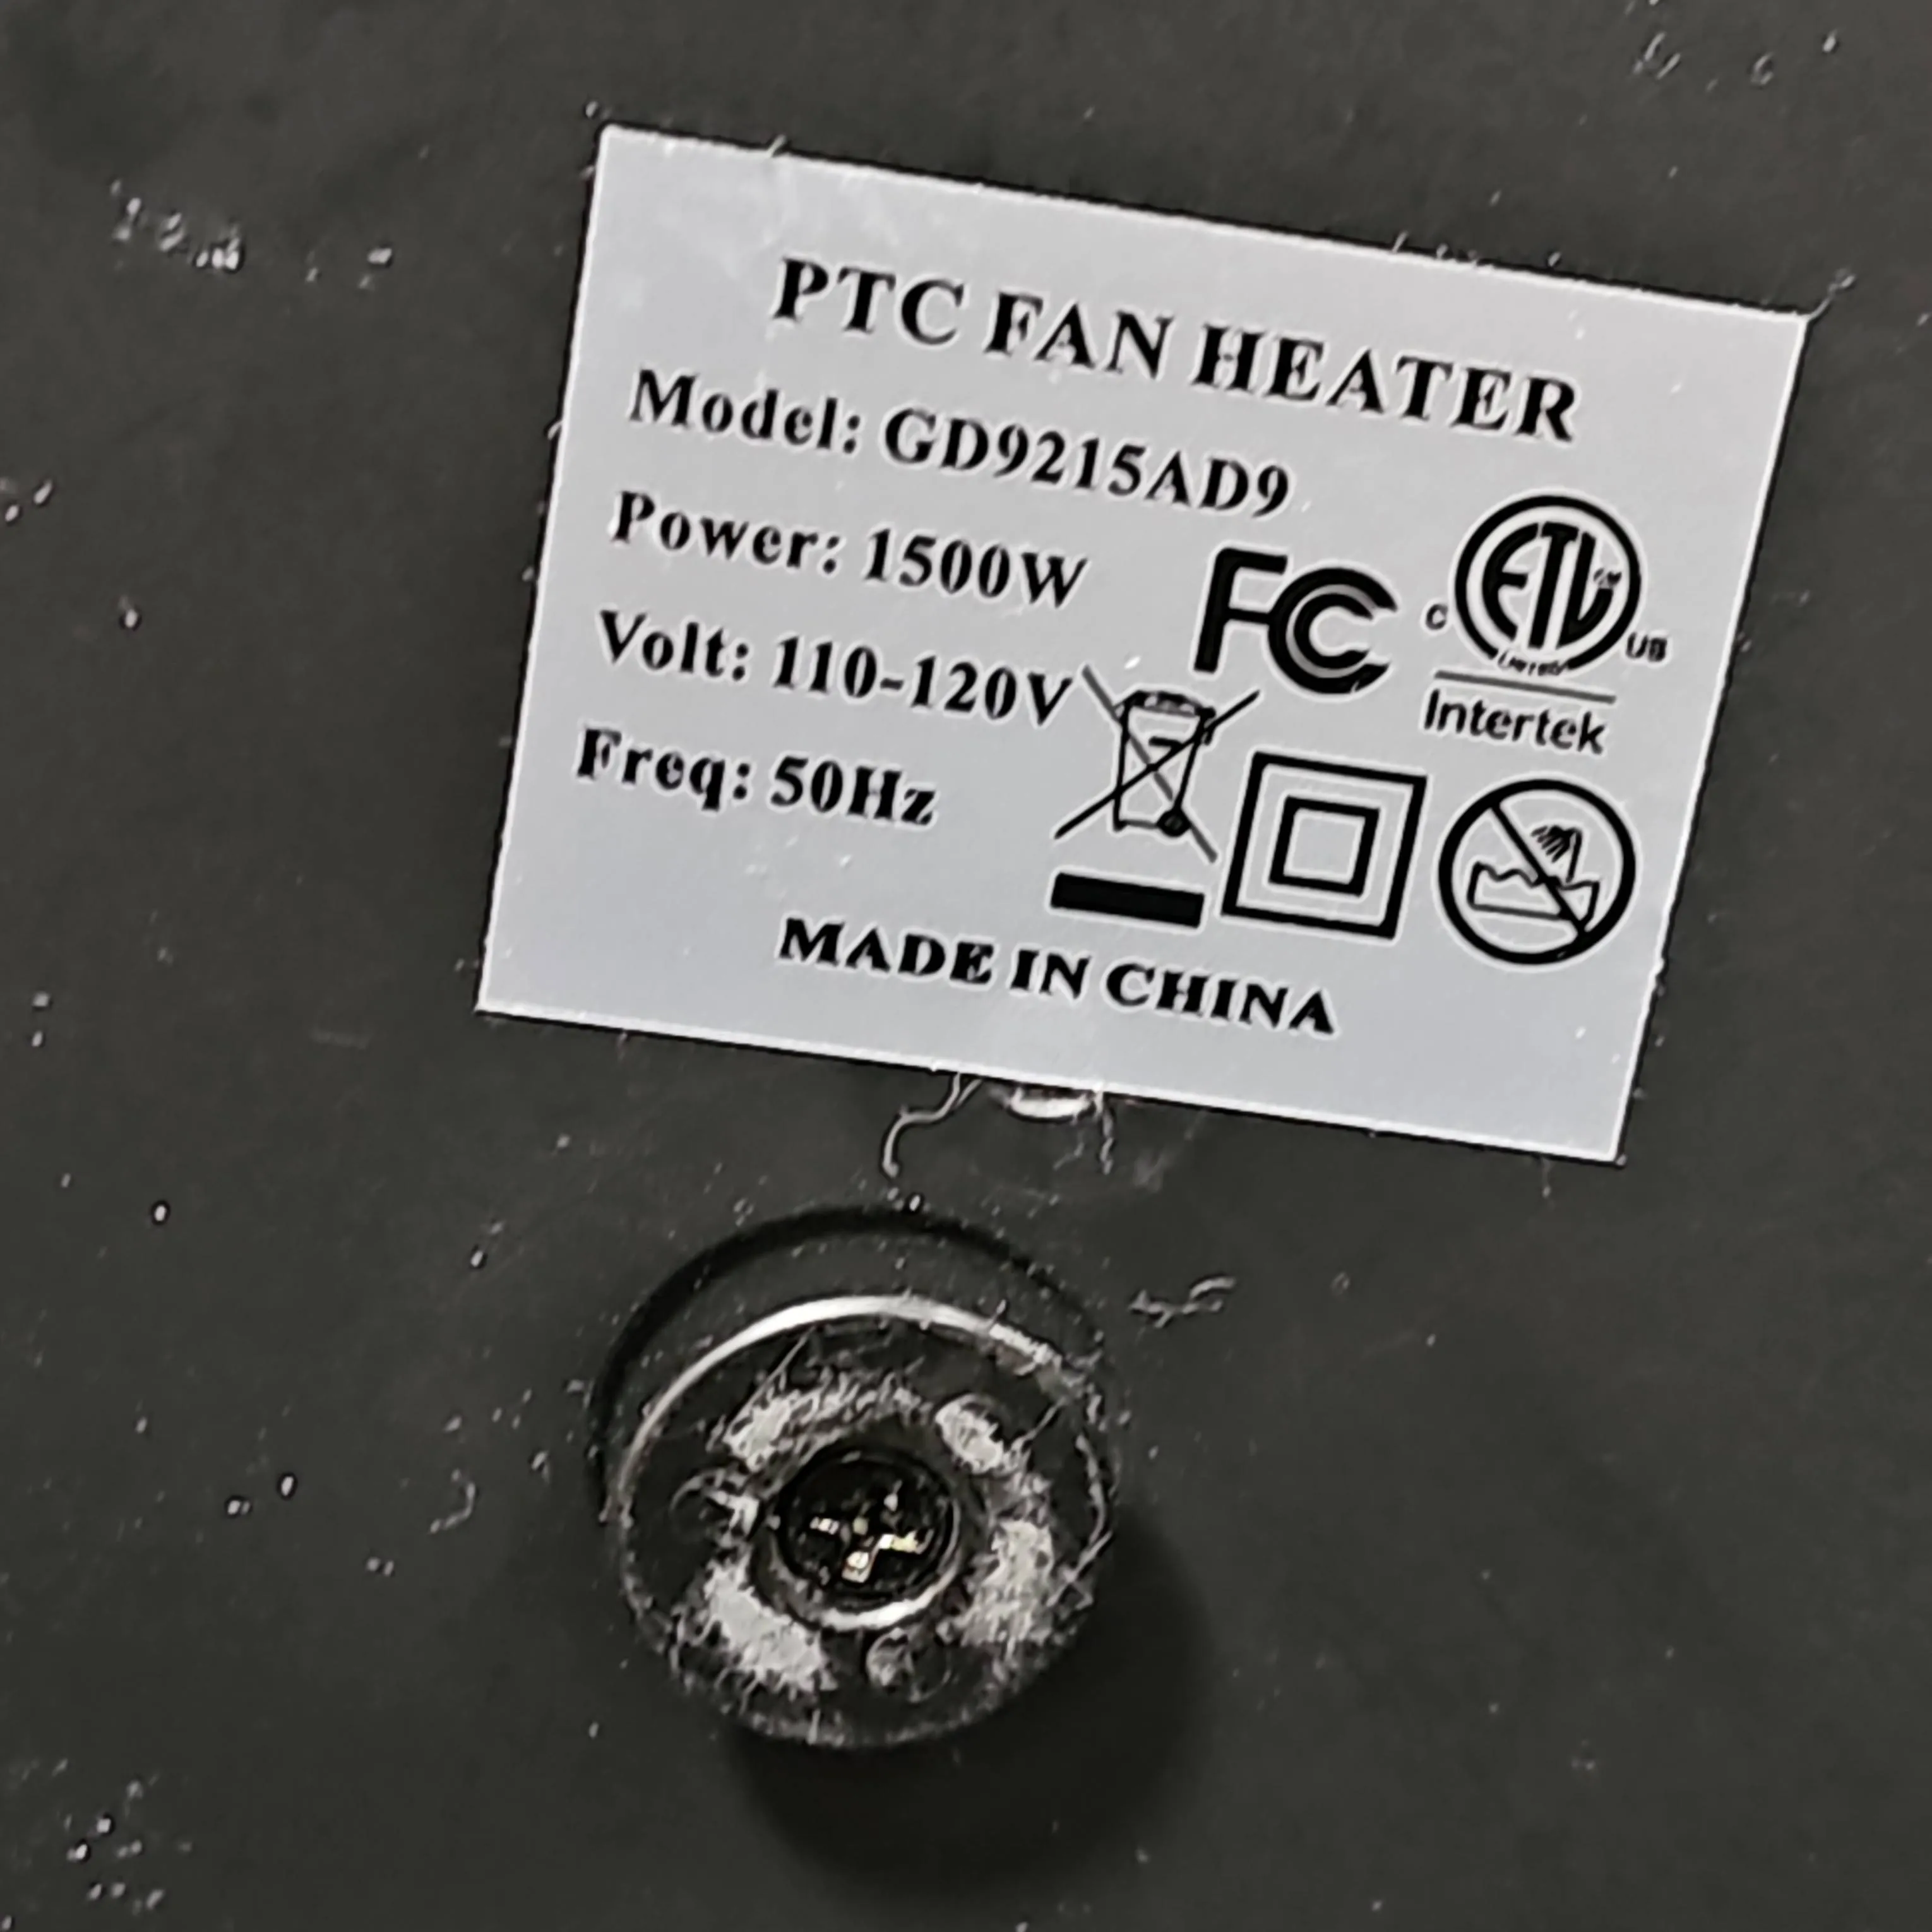 PTC FAN HEATER
Model: GD9215AD9
Power: 1500W
Volt: 110-120V
Freq: 50Hz
FC
ETL
C US
Intertek
MADE IN CHINA